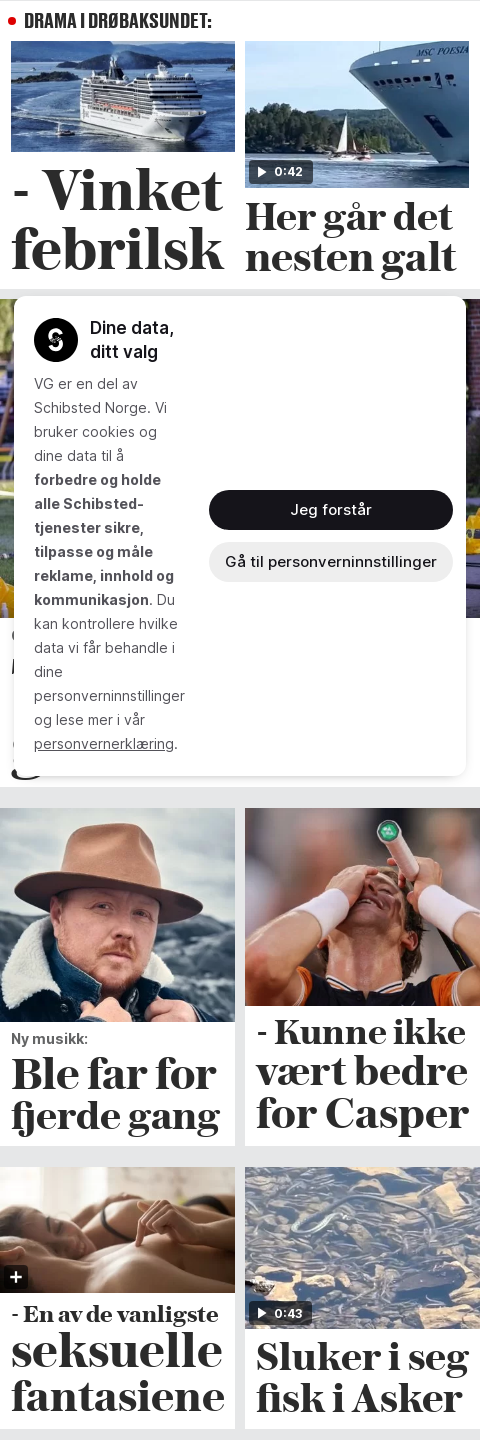 DRAMA I DRØBAKSUNDET:
MSC POESIA
0:42
- Vinket
febrilsk
Her går det
nesten galt
Dine data,
ditt valg
VG er en del av
Schibsted Norge. Vi
bruker cookies og
dine data til å
forbedre og holde
alle Schibsted-
tjenester sikre,
tilpasse og måle
reklame, innhold og
kommunikasjon. Du
kan kontrollere hvilke
data vi får behandle i
dine
personverninnstillinger
og lese mer i vår
personvernerklæring.
Jeg forstår
Gå til personverninnstillinger
Ny musikk:
Ble far for
fjerde gang
- Kunne ikke
vært bedre
for Casper
- En av de vanligste
seksuelle
fantasiene
0:43
Sluker i seg
fisk i Asker